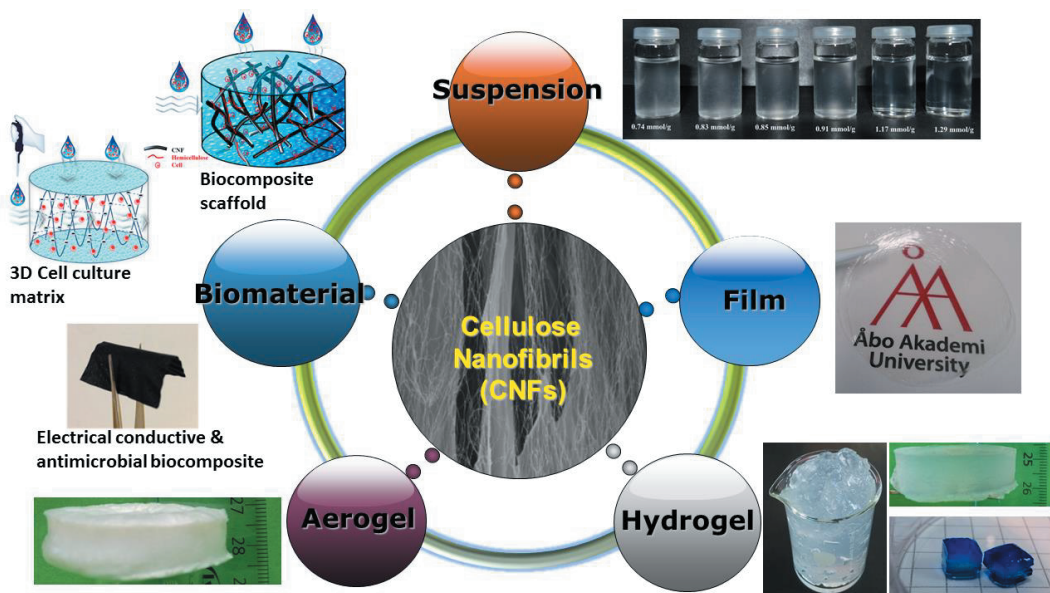 Suspension
0.74 mmol/g
0.83 mmol/g
0.85 mmol/g
0.91 mmol/g
1.17 mmol/g
1.29 mmol/g
CNF
Hemicellulose
Cell
Biocomposite
scaffold
3D Cell culture
matrix
Biomaterial
Cellulose
Nanofibrils
(CNFs)
Film
Åbo Akademi
University
Electrical conductive &
antimicrobial biocomposite
Aerogel
27
28
Hydrogel
25
26